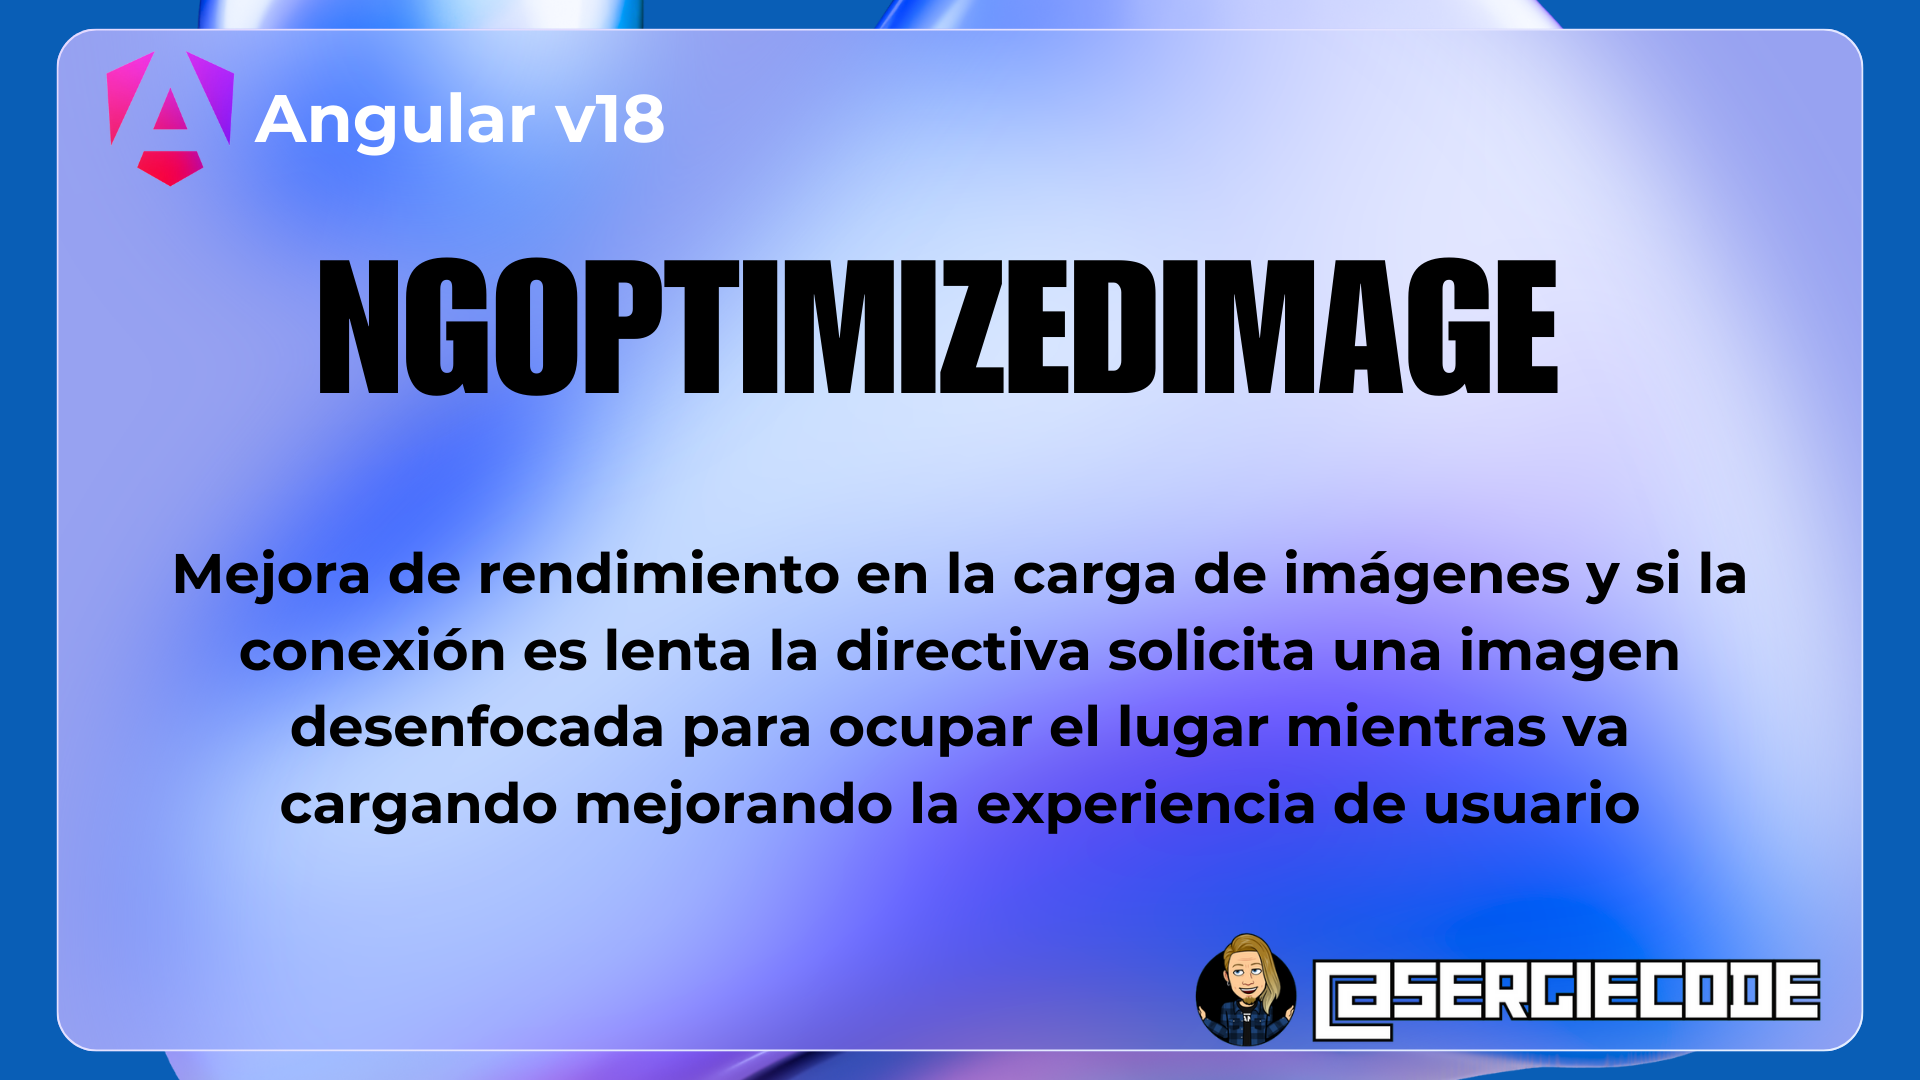 Angular v18
NGOPTIMIZEDIMAGE
Mejora de rendimiento en la carga de imágenes y si la
conexión es lenta la directiva solicita una imagen
desenfocada para ocupar el lugar mientras va
cargando mejorando la experiencia de usuario
@SERGIECODE